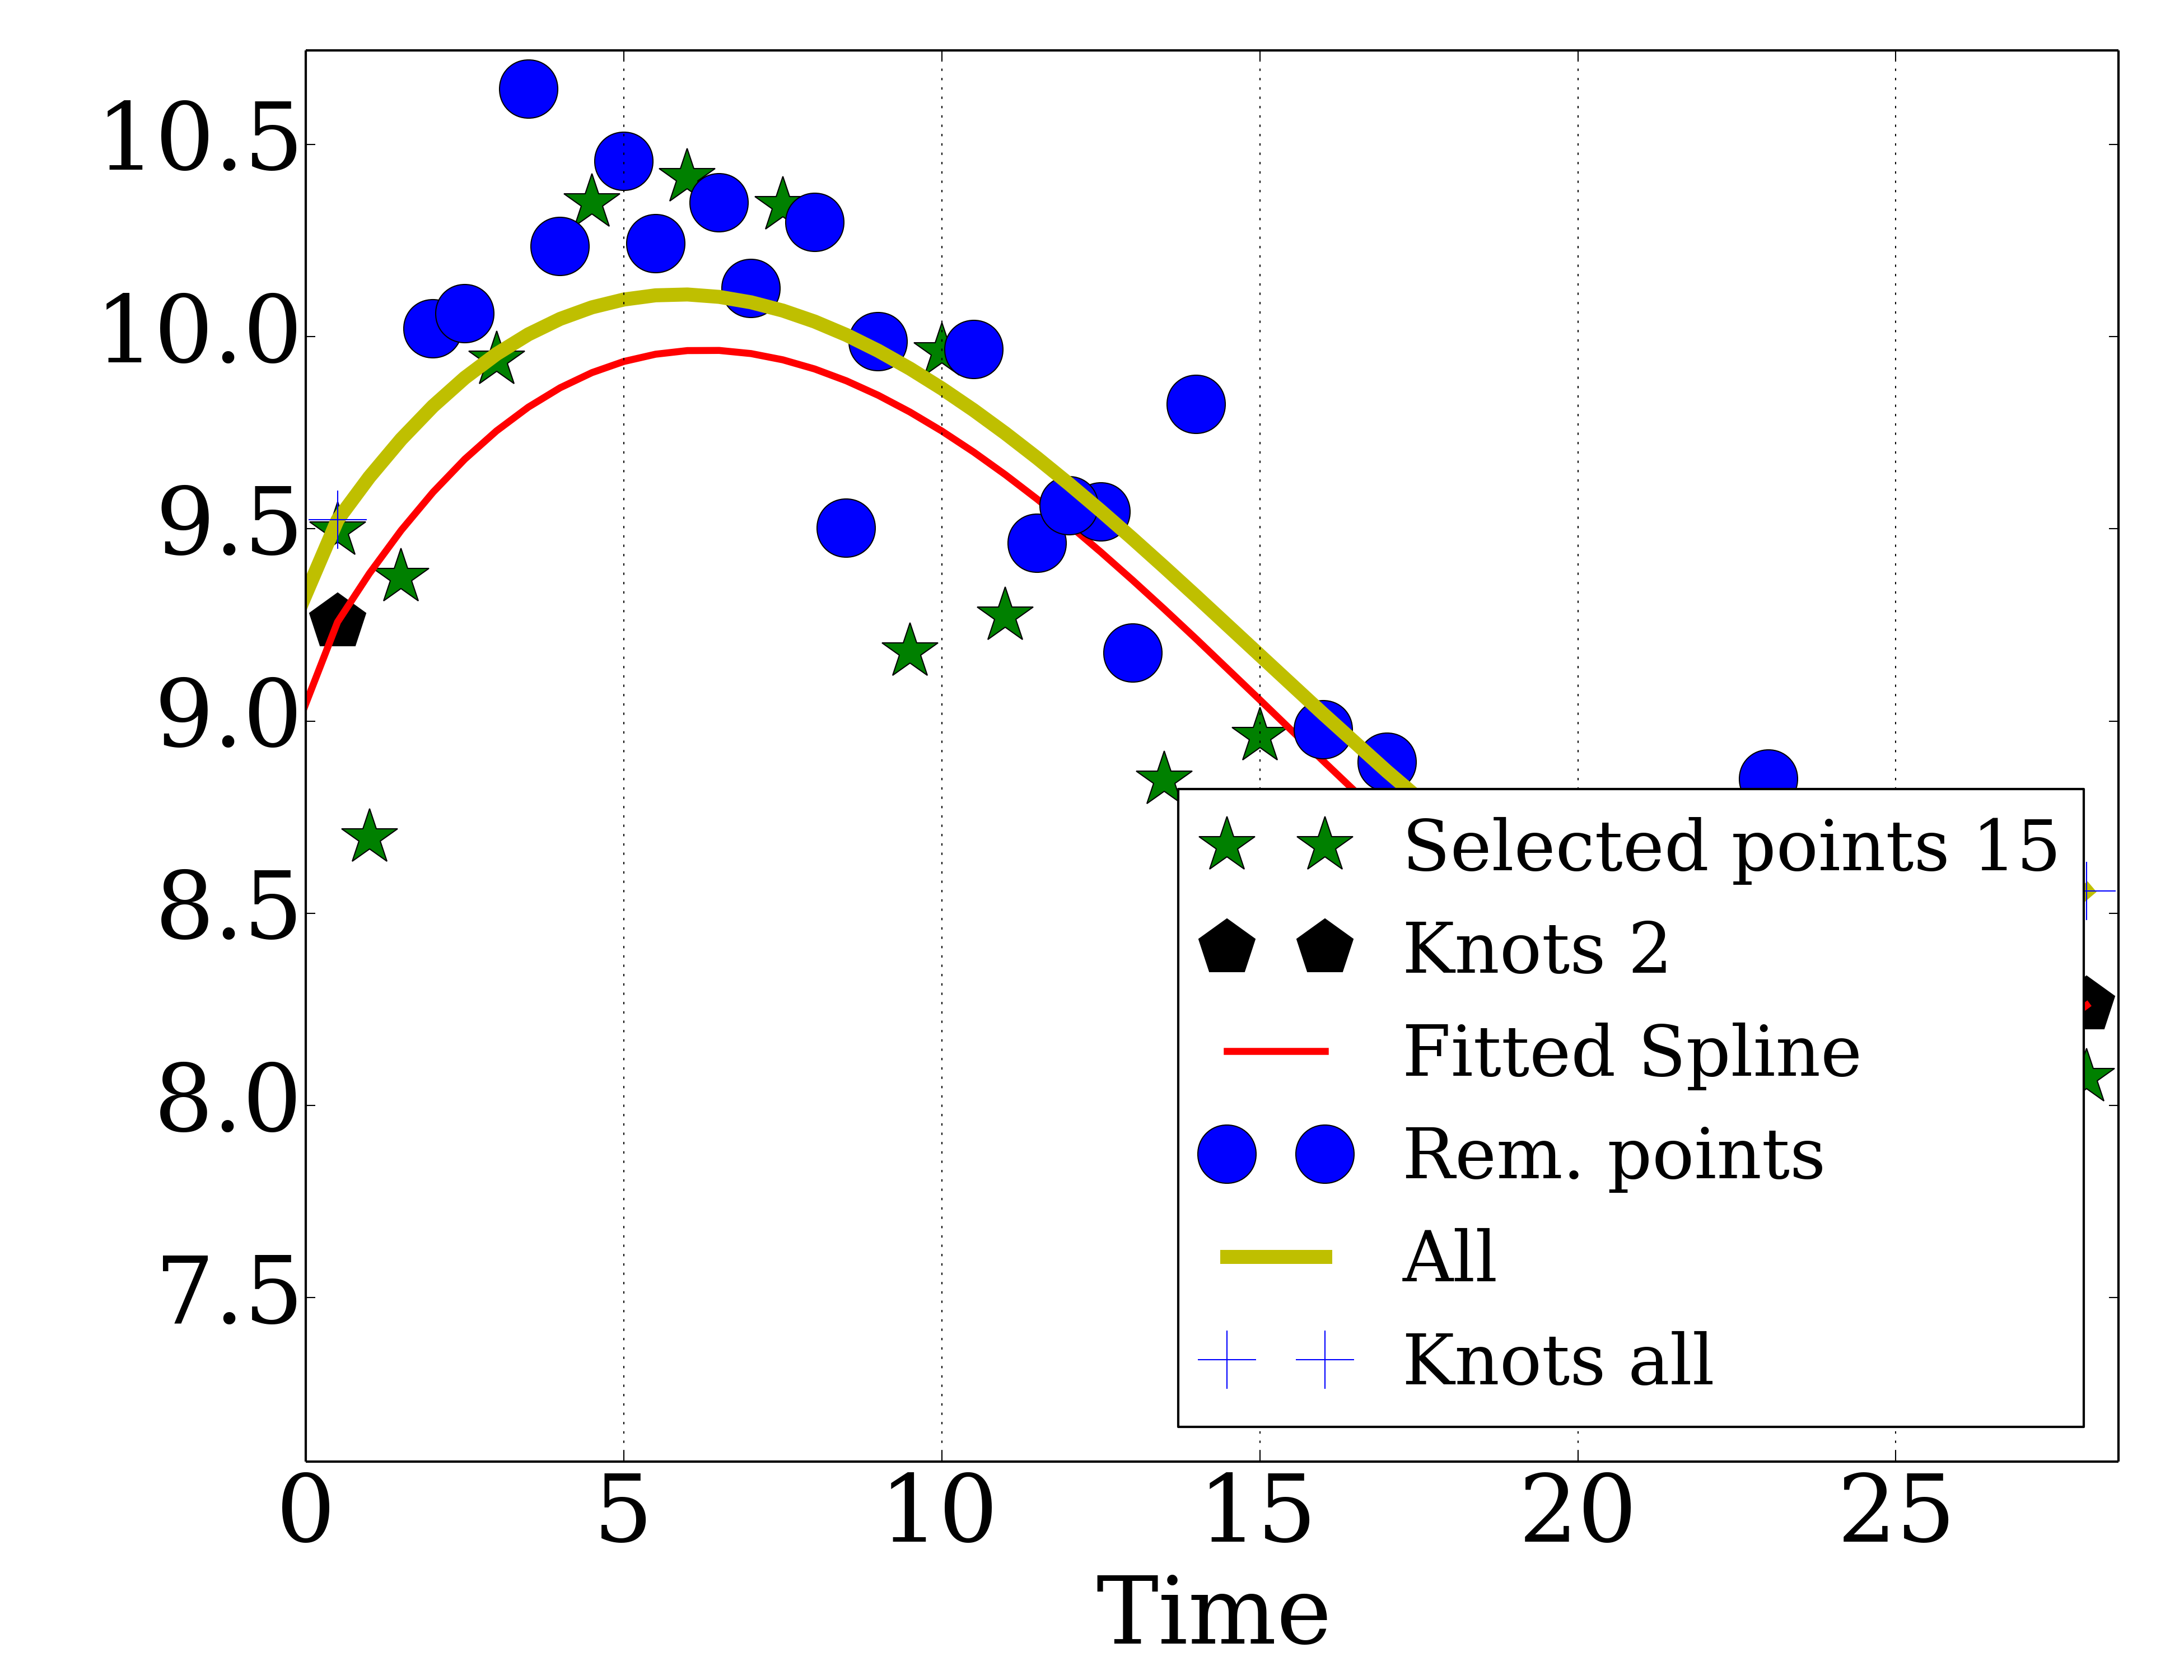 10.5
10.0
9.5
9.0
8.5
8.0
7.5
Selected points 15
Knots 2
Fitted Spline
Rem. points
All
Knots all
0 5 10 15 20 25
Time